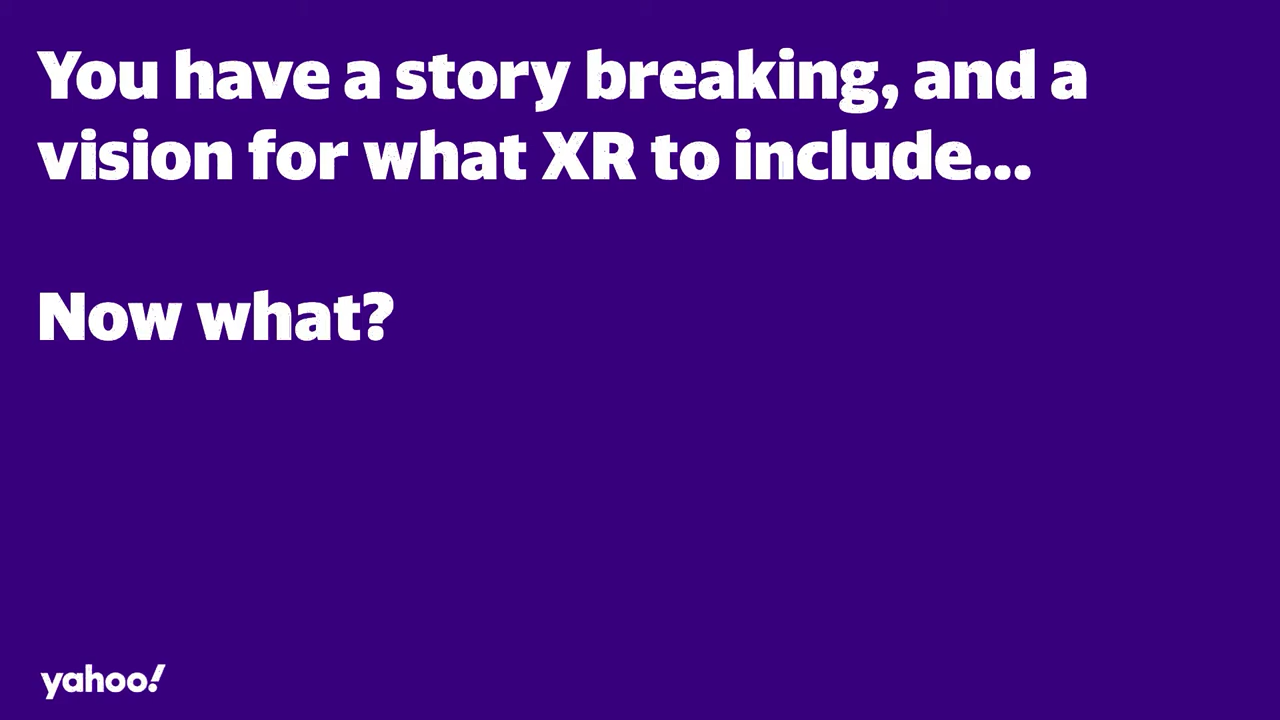 You have a story breaking, and a
vision for what XR to include...
Now what?
yahoo!